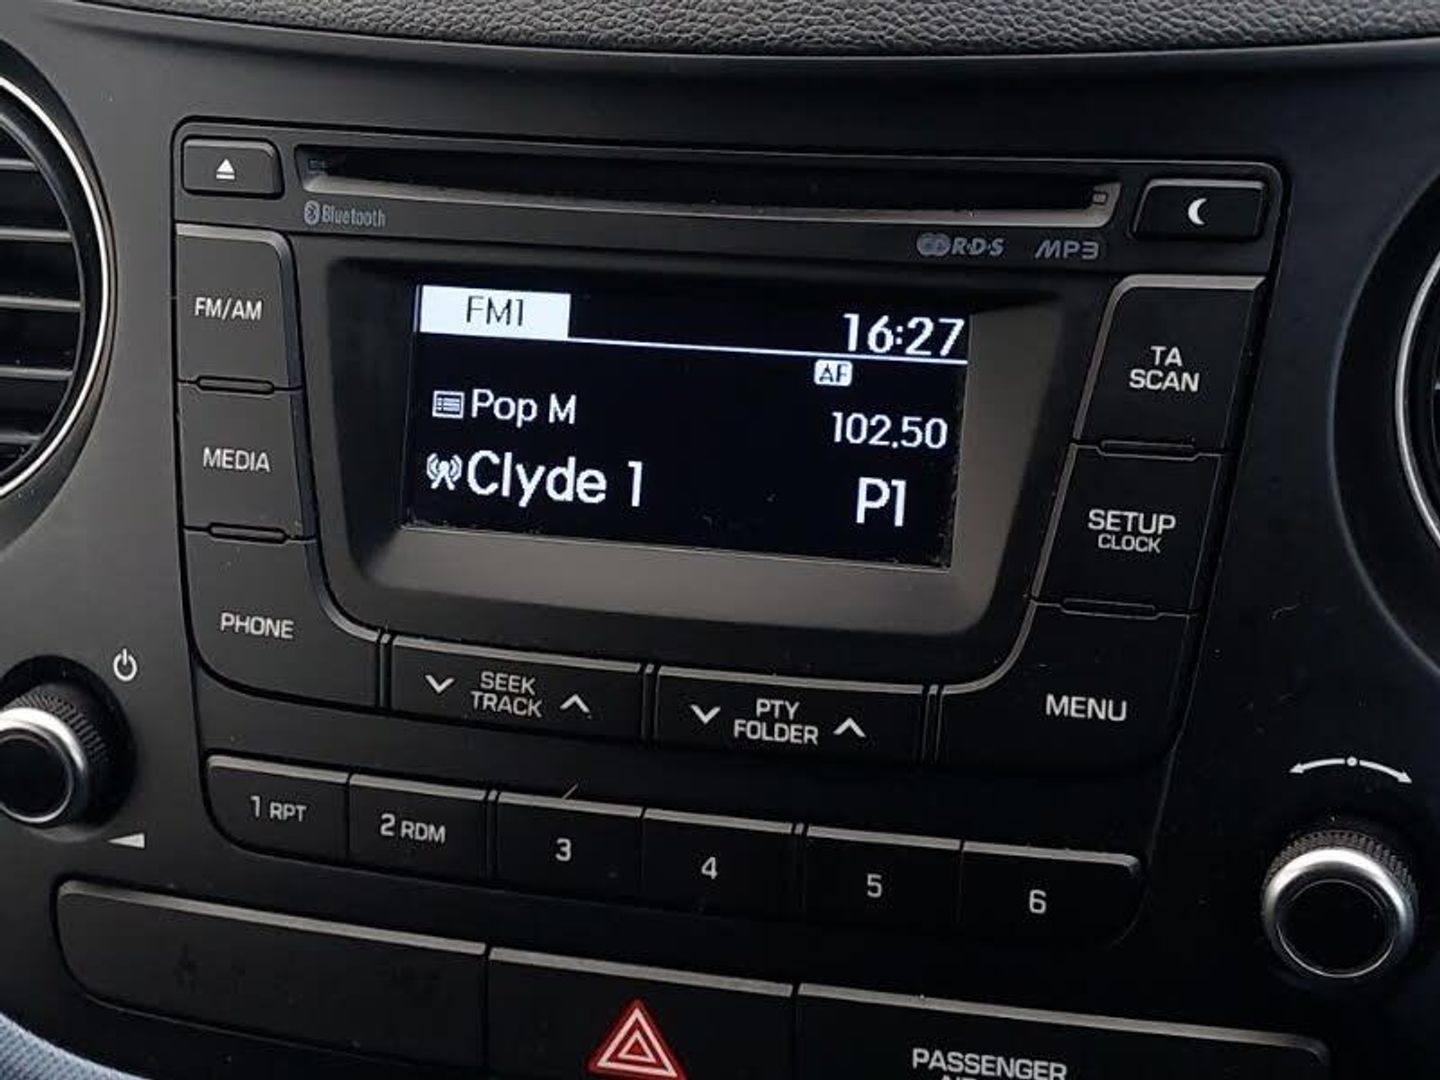 Bluetooth
R·D·S MP3
FM/AM
FM1
16:27
TA
SCAN
AF
Pop M
102.50
MEDIA
Clyde 1
P1
SETUP
CLOCK
PHONE
SEEK
TRACK
PTY
FOLDER
MENU
1 RPT
2 RDM
3
4
5
6
PASSENGER